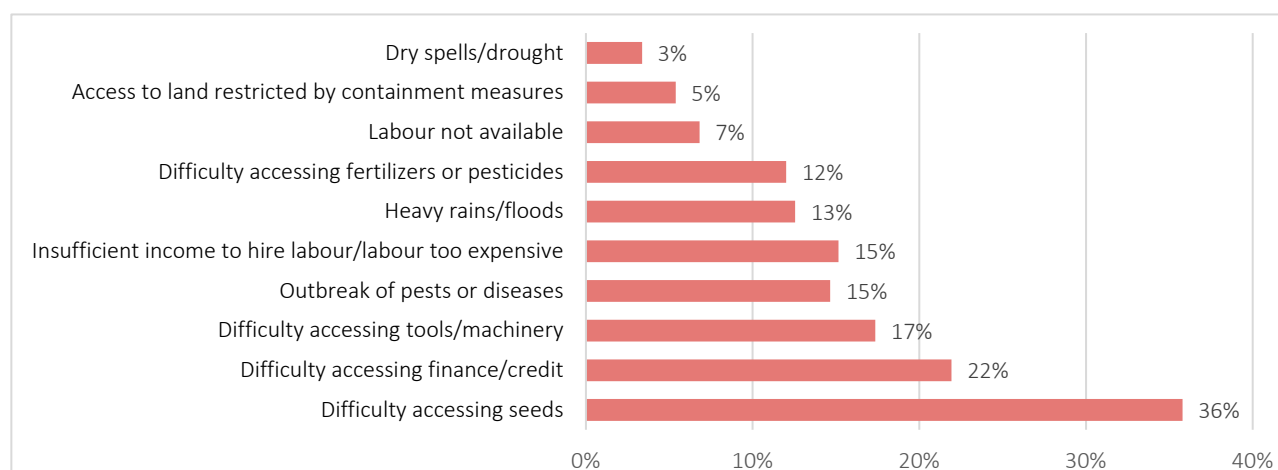 Dry spells/drought 3%
Access to land restricted by containment measures 5%
Labour not available 7%
Difficulty accessing fertilizers or pesticides 12%
Heavy rains/floods 13%
Insufficient income to hire labour/labour too expensive 15%
Outbreak of pests or diseases 15%
Difficulty accessing tools/machinery 17%
Difficulty accessing finance/credit 22%
Difficulty accessing seeds 36%
0% 10% 20% 30% 40%